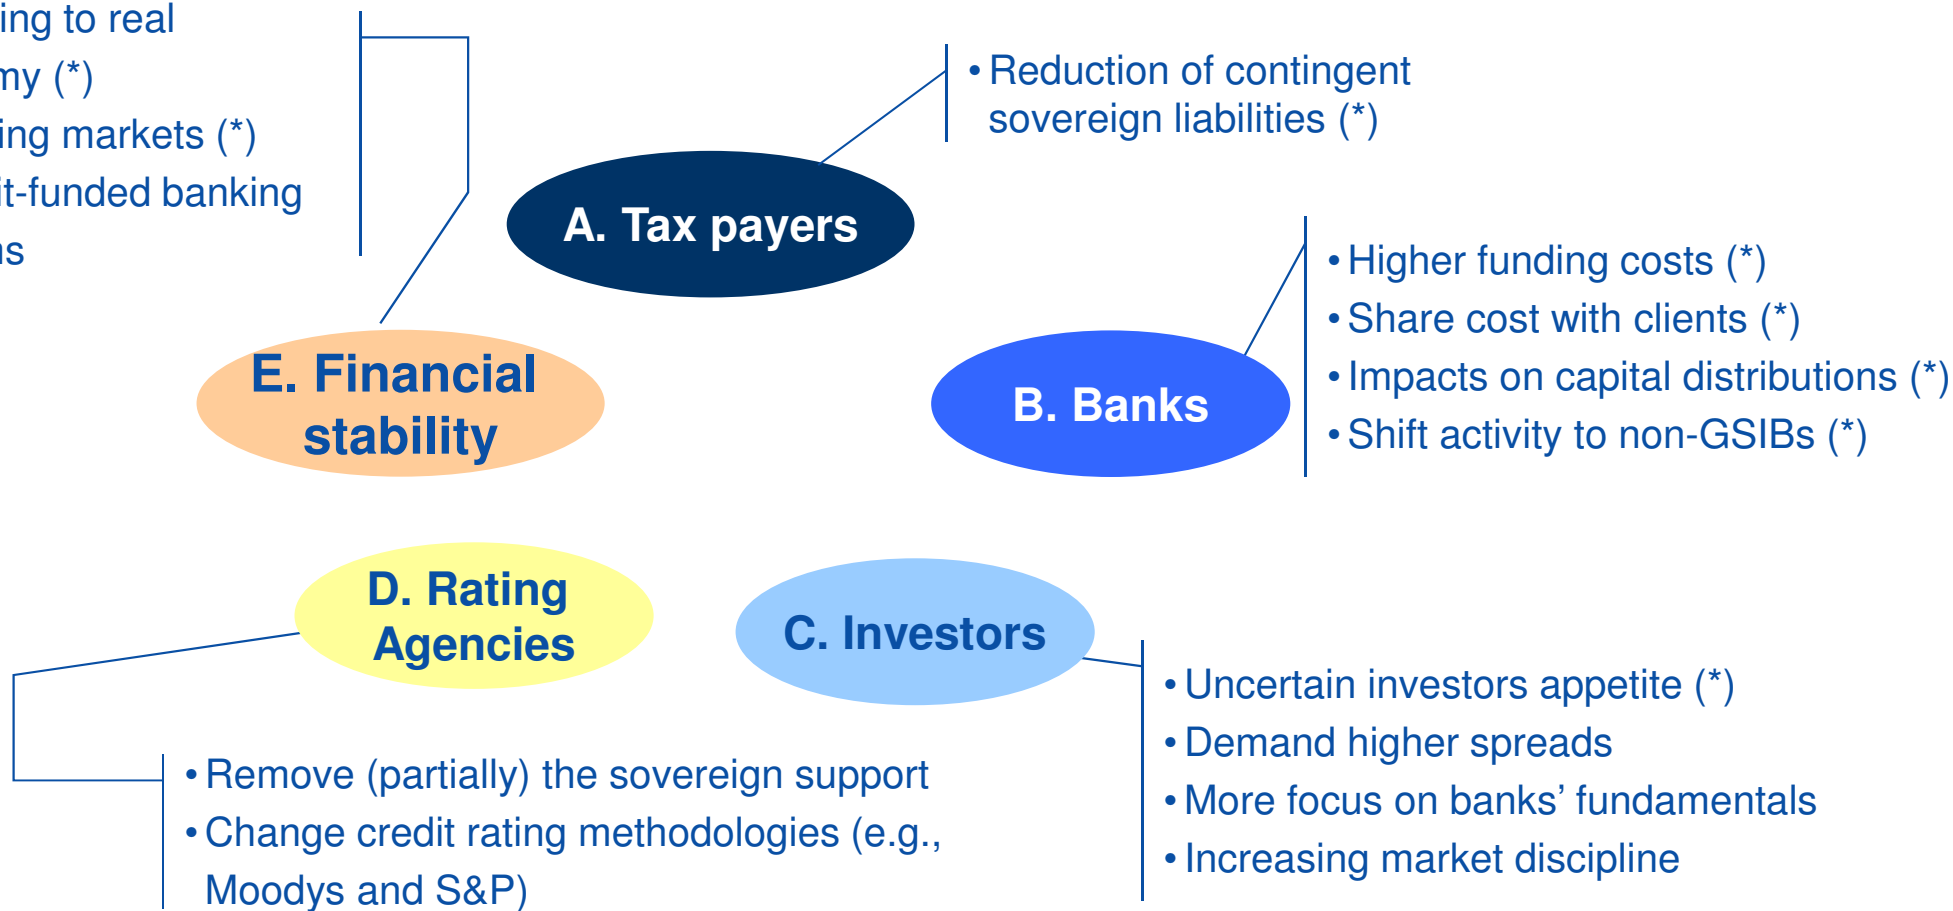 ing to real
my (*)
ing markets (*)
it-funded banking
ns
• Reduction of contingent
sovereign liabilities (*)
A. Tax payers
• Higher funding costs (*)
• Share cost with clients (*)
• Impacts on capital distributions (*)
• Shift activity to non-GSIBs (*)
E. Financial
stability
B. Banks
D. Rating
Agencies
C. Investors
• Uncertain investors appetite (*)
• Demand higher spreads
• More focus on banks’ fundamentals
• Increasing market discipline
• Remove (partially) the sovereign support
• Change credit rating methodologies (e.g.,
Moodys and S&P)